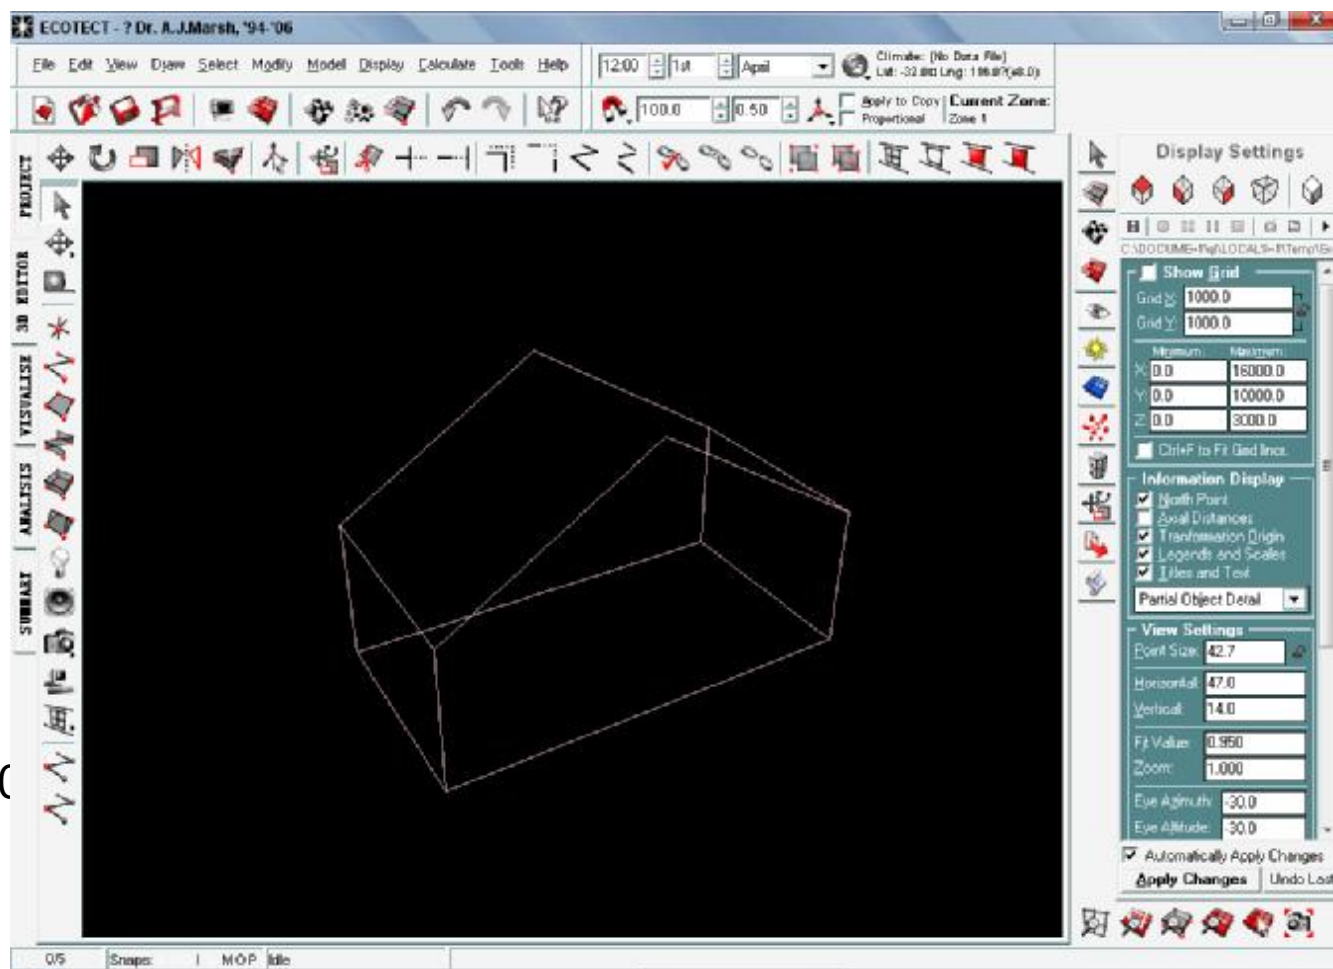 ECOTECT - ? Dr. A.J.Marsh, '94-'06
File Edit View Draw Select Modify Model Display Calculate Tools Help
12:00 1st April
Climate: [No Data File]
100.0 0.50
Apply to Copy
Proportional
Current Zone:
Zone 1
PROJECT
3D EDITOR
VISUALISE
ANALYSIS
SUMMARY
Display Settings
Show Grid
Grid X: 1000.0
Grid Y: 1000.0
Minimum: Maximum:
X: 0.0 16000.0
Y: 0.0 10000.0
Z: 0.0 3000.0
Ctrl+F to Fit Grid lines.
Information Display
North Point
Axial Distances
Tranformation Origin
Legends and Scales
Titles and Text
Partial Object Detail
View Settings
Point Size: 42.7
Horizontal: 47.0
Vertical: 14.0
Fit Value: 0.950
Zoom: 1.000
Eye Azimuth: -30.0
Eye Altitude: -30.0
Automatically Apply Changes
Apply Changes Undo Last
0/5 Snaps: I M O P Idle